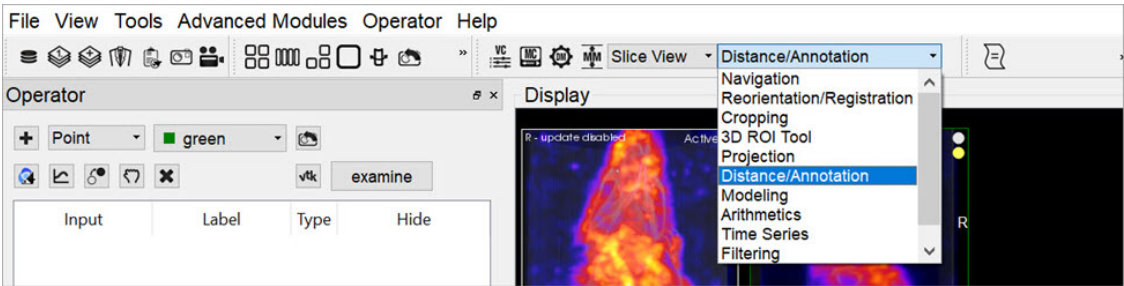 File View Tools Advanced Modules Operator Help
» VC MC DM MM Slice View Distance/Annotation »
Operator
Display
Navigation
Reorientation/Registration
Cropping
3D ROI Tool
Projection
Distance/Annotation
Modeling
Arithmetics
Time Series
Filtering
+ Point green
vtk examine
Input Label Type Hide
R - update disabled Active
R